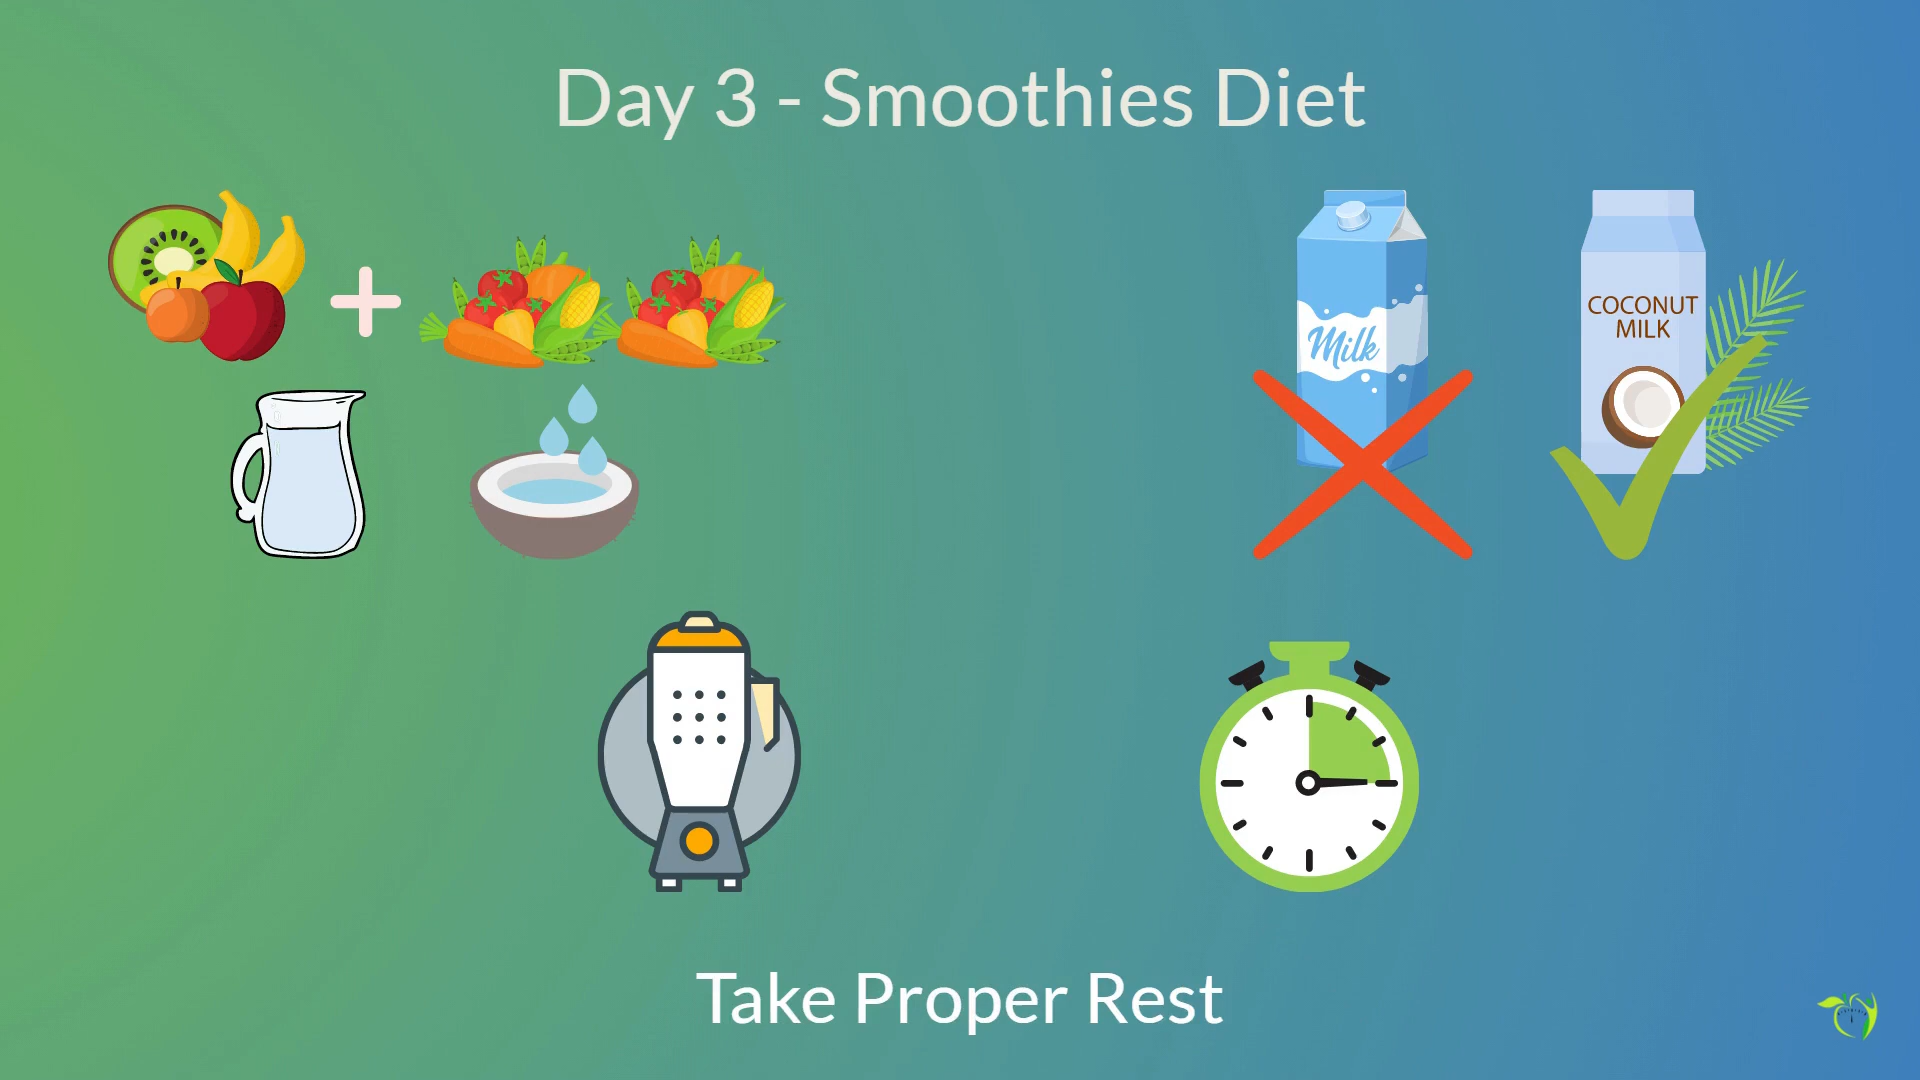 Day 3 - Smoothies Diet
Milk
COCONUT
MILK
Take Proper Rest